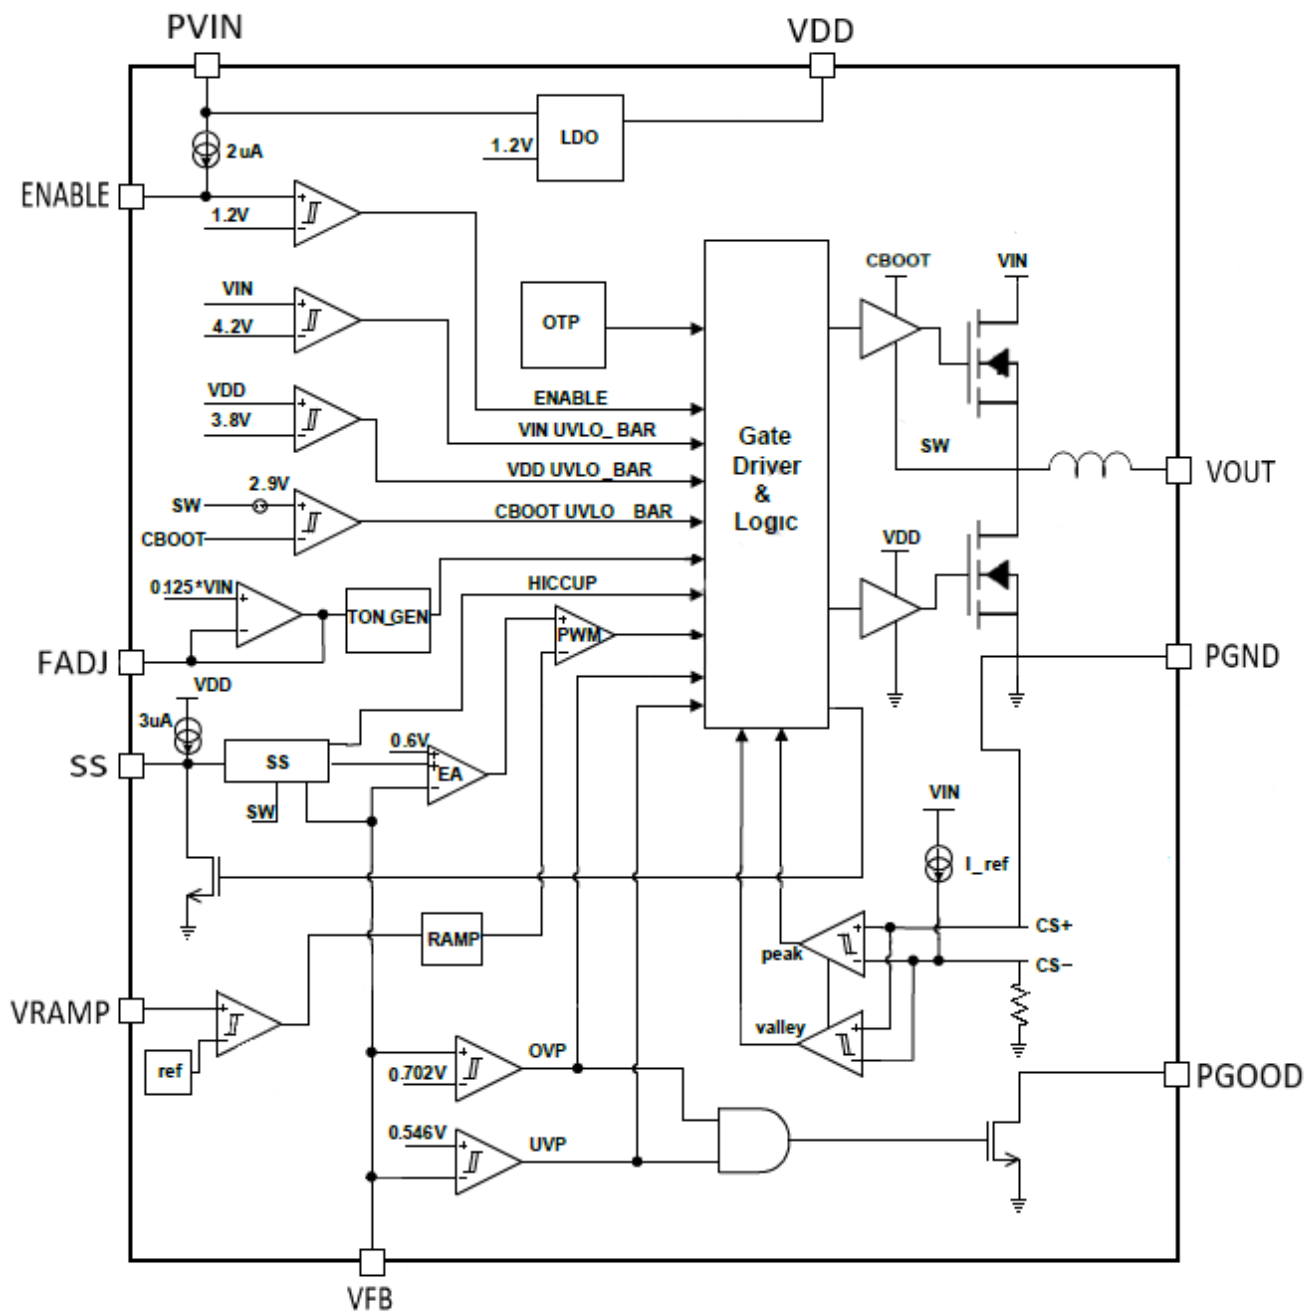 PVIN
VDD
2uA
1.2V
LDO
ENABLE
1.2V
CBOOT
VIN
VIN
4.2V
OTP
VDD
3.8V
ENABLE
VIN UVLO_ BAR
Gate
Driver
&
Logic
SW
VOUT
VDD UVLO_BAR
2.9V
SW
CBOOT UVLO_ BAR
CBOOT
VDD
0.125*VIN
HICCUP
TON_GEN
PWM
FADJ
PGND
VDD
3uA
SS
SS
0.6V
EA
SW
VIN
I_ref
RAMP
CS+
peak
CS−
VRAMP
valley
ref
OVP
0.702V
PGOOD
0.546V
UVP
VFB
+
−
+
−
+
−
+
−
+
−
+
−
+
+
−
+
−
+
−
+
−
+
−
+
−